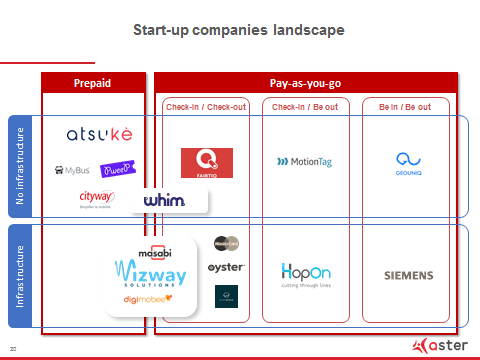 Start-up companies landscape
Prepaid
Pay-as-you-go
Check-in / Check-out
Check-in / Be out
Be in / Be out
No infrastructure
atsukè
MyBus
Pweep
cityway
whim.
FAIRTIQ
MotionTag
GEOUNIQ
Infrastructure
masabi
Wizway
SOLUTIONS
digimobee
MasterCard
oyster
HopOn
cutting through lines
SIEMENS
20
aster